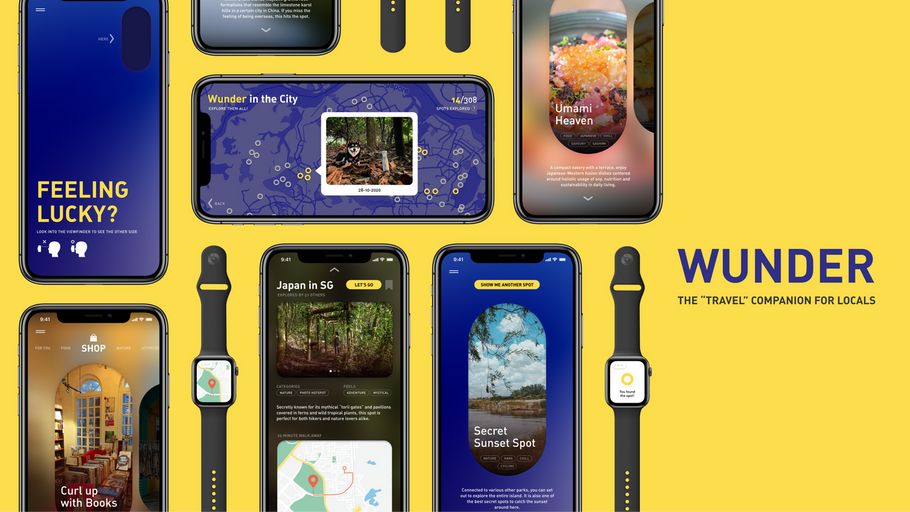 HERE
FEELING
LUCKY?
LOOK INTO THE VIEWFINDER TO SEE THE OTHER SIDE
formations that resemble the limestone karst
hills in a certain city in China. If you miss the
feeling of being overseas, this hits the spot.
Wunder in the City
EXPLORE THEM ALL!
14/308
SPOTS EXPLORED
28-10-2020
BACK
Umami
Heaven
FOOD JAPANESE CHILL
SAVOURY SASHIMI
A compact eatery with a terrace, enjoy
Japanese-Western fusion dishes centered
around holistic usage of soy, nutrition and
sustainability in daily living.
WUNDER
THE "TRAVEL" COMPANION FOR LOCALS
9:41
FOR YOU FOOD SHOP NATURE
Curl up
with Books
9:41
Japan in SG
LET'S GO
EXPLORED BY 57 OTHERS
CATEGORIES
NATURE PHOTO HOTSPOT
FEELS
ADVENTURE MYSTICAL
Secretly known for its mythical "torii gates" and pavilions
covered in ferns and wild tropical plants, this spot is
perfect for both hikers and nature lovers alike.
MINUTE WALK AWAY
9:41
SHOW ME ANOTHER SPOT
Secret
Sunset Spot
NATURE PARK CHILL
CYCLING
Connected to various other parks, you can set
out to explore the entire island. It is also one of
the best secret spots to catch the sunset
around here.
You found
the spot!